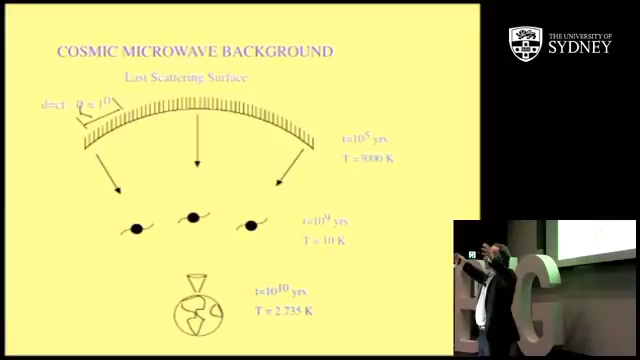 COSMIC MICROWAVE BACKGROUND
Last Scattering Surface
d=ct θ = 1⁰
t=10⁵ yrs
T = 3000 K
t=10⁹ yrs
T = 10 K
t=10¹⁰ yrs
T = 2.735 K
THE UNIVERSITY OF
SYDNEY